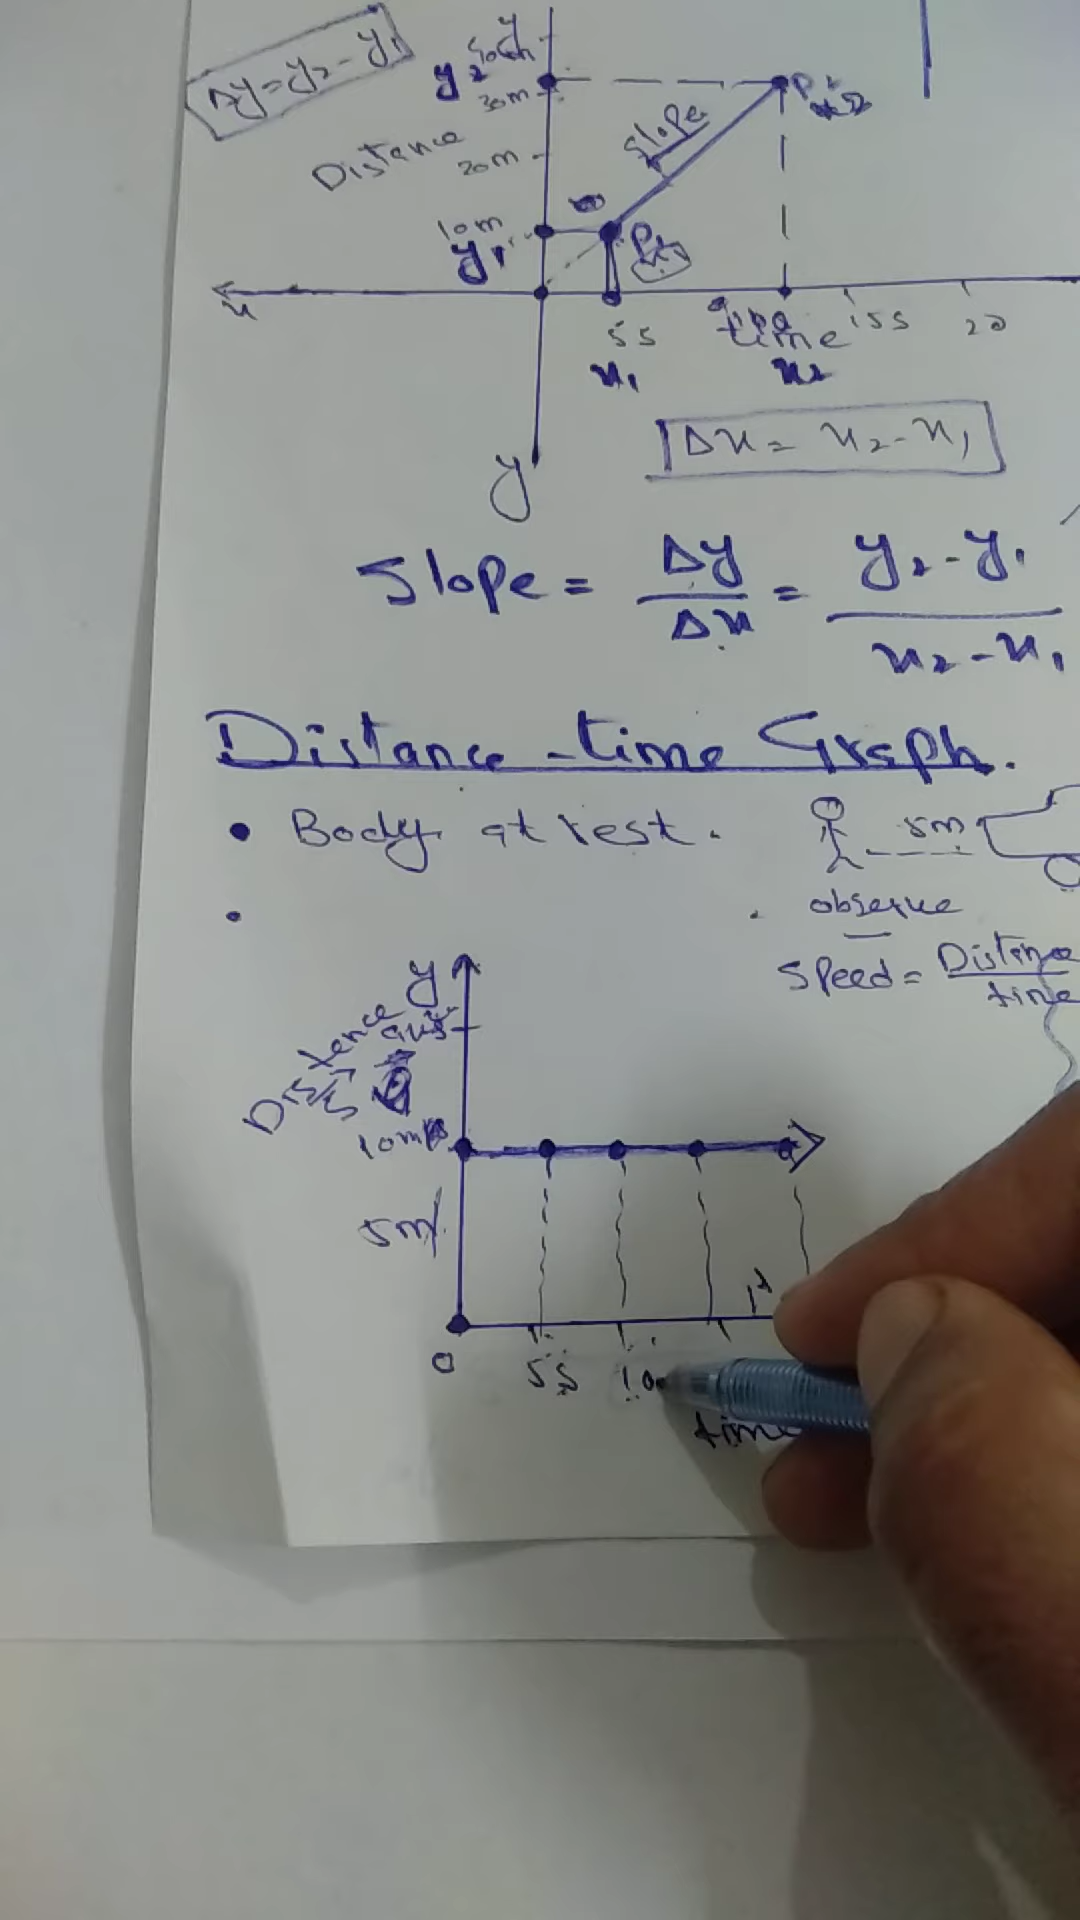 Δy = y₂ - y₁
y
y₂
30m
Distance
20m
slope
10m
y₁
P₁
x
5s
time
15s
20
x₁
x₂
Δx = x₂ - x₁
y
Slope = Δy/Δx = y₂ - y₁/x₂ - x₁
Distance - time Graph.
• Body at rest.
5m
•
observe
Speed = Distance/time
y
Distance
10m
5m
0
5s
10
time